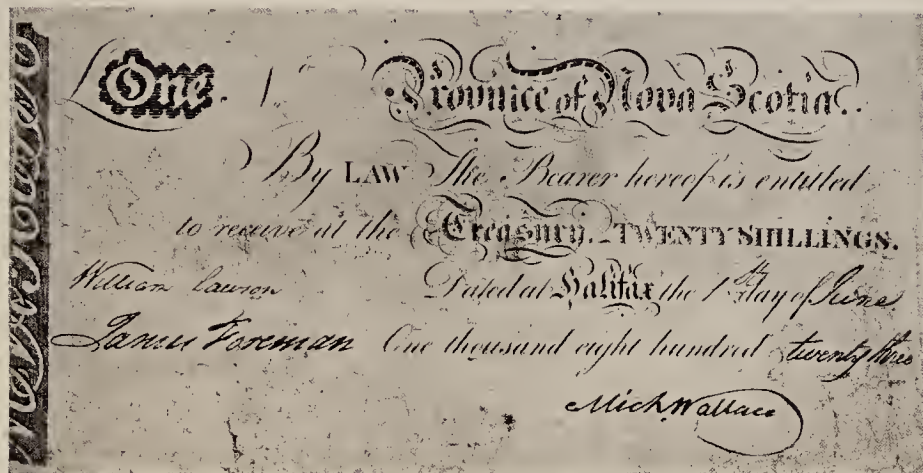 One. 1 Province of Nova Scotia.
By LAW The Bearer hereof is entitled
to receive at the Treasury. TWENTY SHILLINGS.
William Lawson Dated at Halifax the 1st day of June
James Foreman One thousand eight hundred twenty three
Mich Wallace